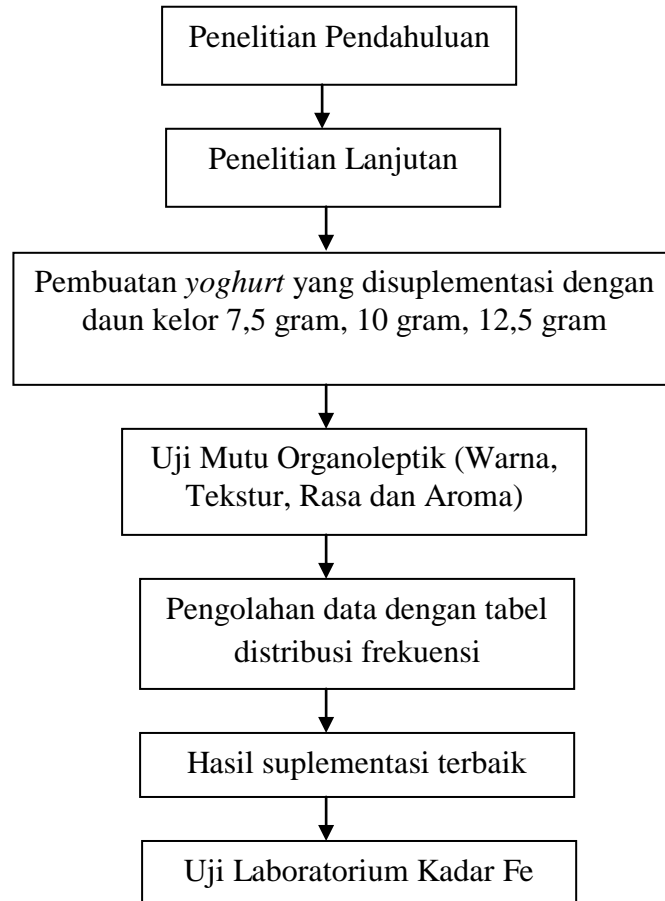 Penelitian Pendahuluan
Penelitian Lanjutan
Pembuatan yoghurt yang disuplementasi dengan
daun kelor 7,5 gram, 10 gram, 12,5 gram
Uji Mutu Organoleptik (Warna,
Tekstur, Rasa dan Aroma)
Pengolahan data dengan tabel
distribusi frekuensi
Hasil suplementasi terbaik
Uji Laboratorium Kadar Fe